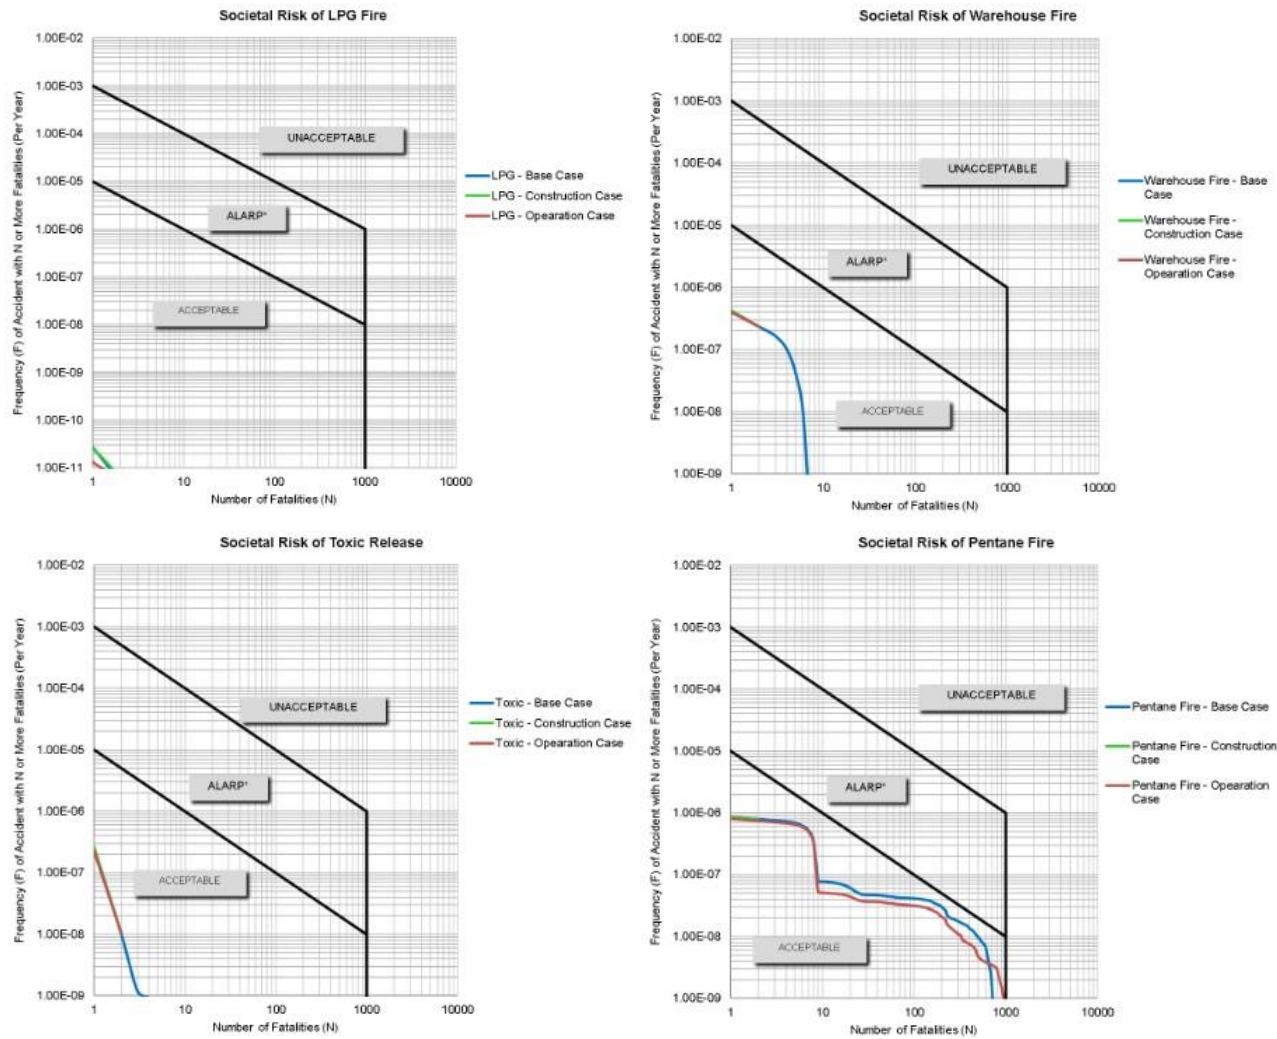 Societal Risk of LPG Fire
Frequency (F) of Accident with N or More Fatalities (Per Year)
1.00E-02
1.00E-03
1.00E-04
1.00E-05
1.00E-06
1.00E-07
1.00E-08
1.00E-09
1.00E-10
1.00E-11
UNACCEPTABLE
ALARP*
ACCEPTABLE
1 10 100 1000 10000
Number of Fatalities (N)
LPG - Base Case
LPG - Construction Case
LPG - Opearation Case
Societal Risk of Warehouse Fire
Frequency (F) of Accident with N or More Fatalities (Per Year)
1.00E-02
1.00E-03
1.00E-04
1.00E-05
1.00E-06
1.00E-07
1.00E-08
1.00E-09
UNACCEPTABLE
ALARP*
ACCEPTABLE
1 10 100 1000 10000
Number of Fatalities (N)
Warehouse Fire - Base
Case
Warehouse Fire -
Construction Case
Warehouse Fire -
Opearation Case
Societal Risk of Toxic Release
Frequency (F) of Accident with N or More Fatalities (Per Year)
1.00E-02
1.00E-03
1.00E-04
1.00E-05
1.00E-06
1.00E-07
1.00E-08
1.00E-09
UNACCEPTABLE
ALARP*
ACCEPTABLE
1 10 100 1000 10000
Number of Fatalities (N)
Toxic - Base Case
Toxic - Construction Case
Toxic - Opearation Case
Societal Risk of Pentane Fire
Frequency (F) of Accident with N or More Fatalities (Per Year)
1.00E-02
1.00E-03
1.00E-04
1.00E-05
1.00E-06
1.00E-07
1.00E-08
1.00E-09
UNACCEPTABLE
ALARP*
ACCEPTABLE
1 10 100 1000 10000
Number of Fatalities (N)
Pentane Fire - Base Case
Pentane Fire - Construction
Case
Pentane Fire - Opearation
Case